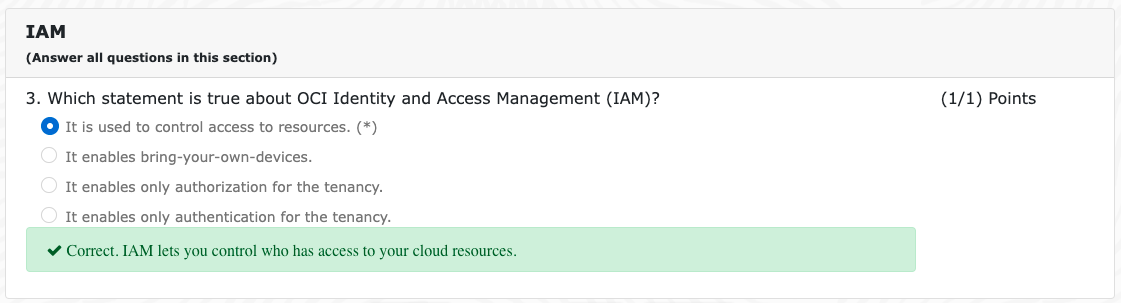 IAM
(Answer all questions in this section)
3. Which statement is true about OCI Identity and Access Management (IAM)? (1/1) Points
It is used to control access to resources. (*)
It enables bring-your-own-devices.
It enables only authorization for the tenancy.
It enables only authentication for the tenancy.
Correct. IAM lets you control who has access to your cloud resources.